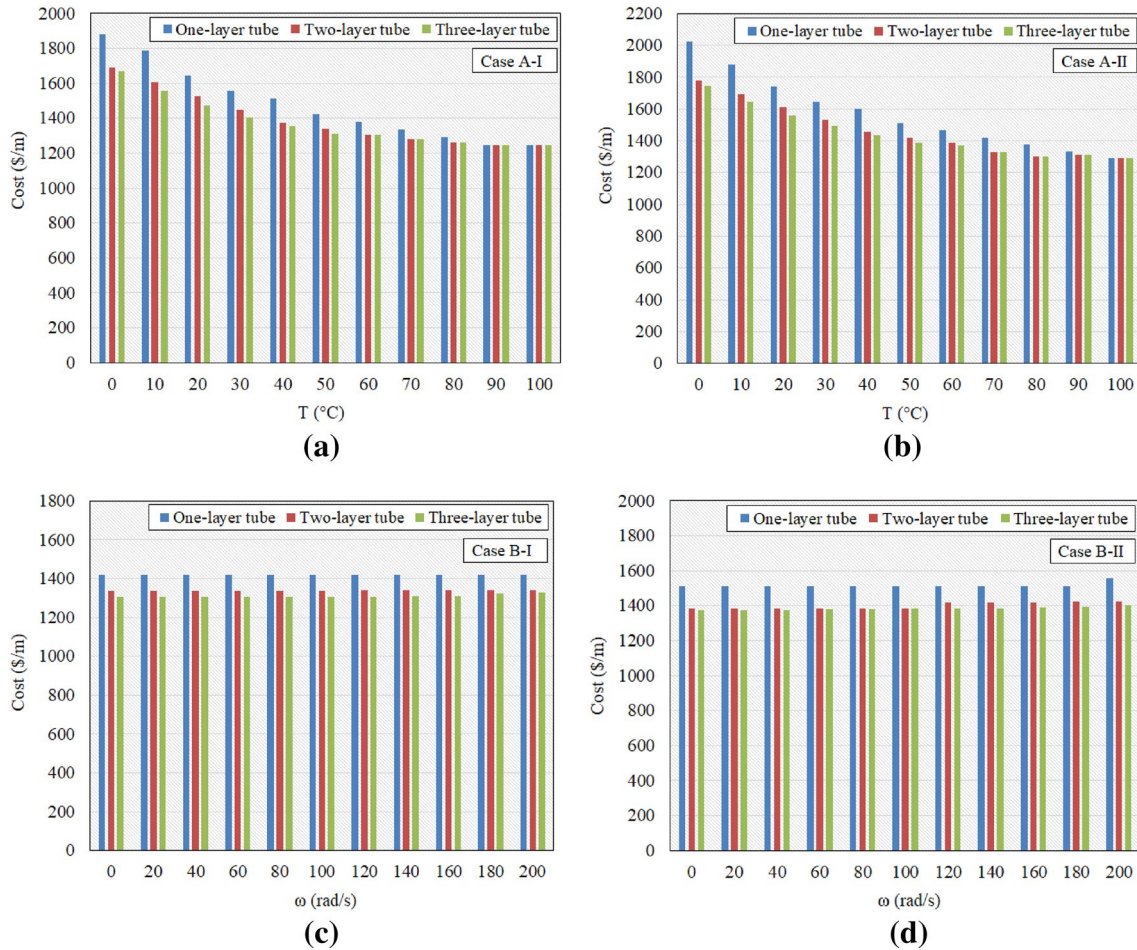 One-layer tube Two-layer tube Three-layer tube
Case A-I
Cost ($/m)
2000
1800
1600
1400
1200
1000
800
600
400
200
0
0 10 20 30 40 50 60 70 80 90 100
T (°C)
(a)
One-layer tube Two-layer tube Three-layer tube
Case A-II
Cost ($/m)
2200
2000
1800
1600
1400
1200
1000
800
600
400
200
0
0 10 20 30 40 50 60 70 80 90 100
T (°C)
(b)
One-layer tube Two-layer tube Three-layer tube
Case B-I
Cost ($/m)
1800
1600
1400
1200
1000
800
600
400
200
0
0 20 40 60 80 100 120 140 160 180 200
ω (rad/s)
(c)
One-layer tube Two-layer tube Three-layer tube
Case B-II
Cost ($/m)
2000
1800
1600
1400
1200
1000
800
600
400
200
0
0 20 40 60 80 100 120 140 160 180 200
ω (rad/s)
(d)